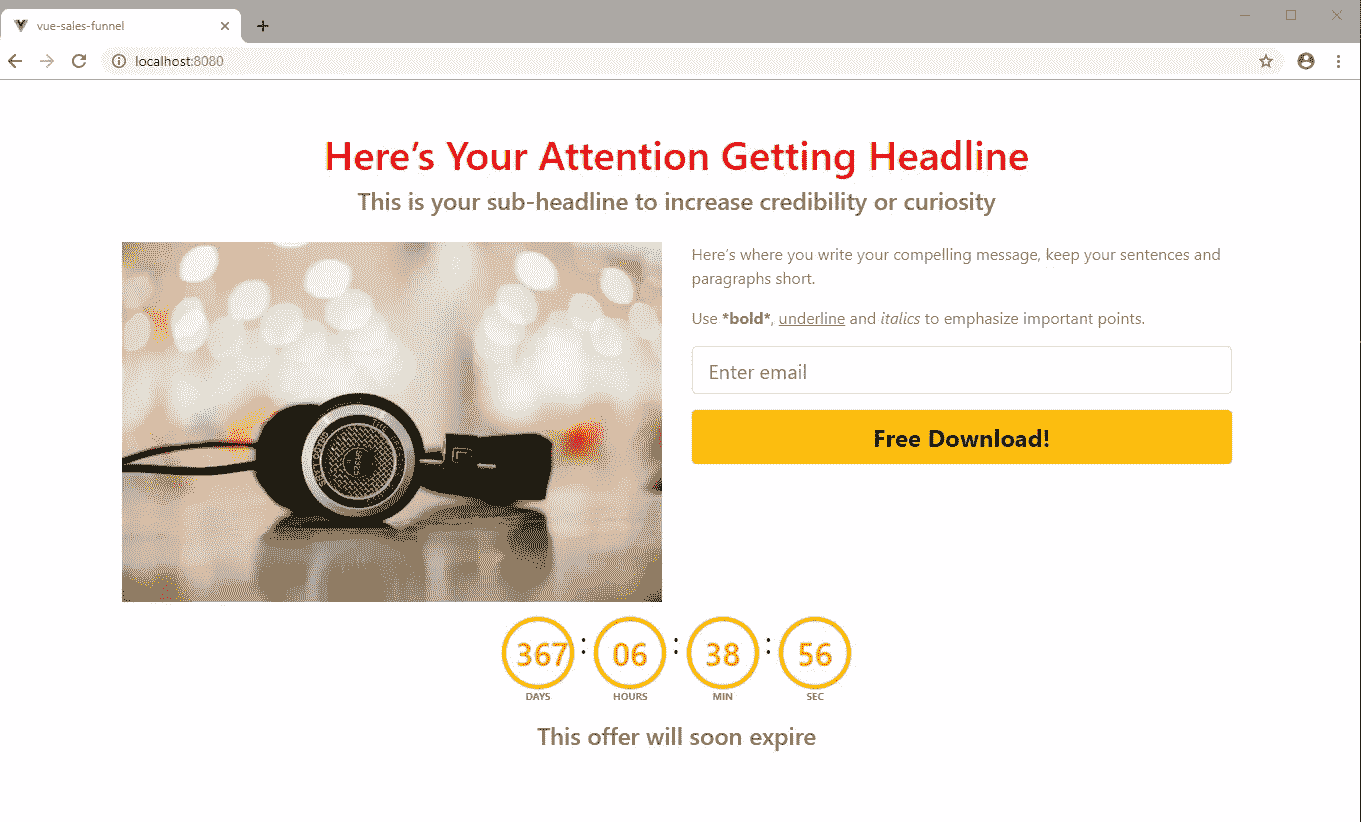 vue-sales-funnel
localhost:8080
Here’s Your Attention Getting Headline
This is your sub-headline to increase credibility or curiosity
Here’s where you write your compelling message, keep your sentences and
paragraphs short.
Use *bold*, underline and italics to emphasize important points.
Enter email
Free Download!
367 : 06 : 38 : 56
DAYS HOURS MIN SEC
This offer will soon expire